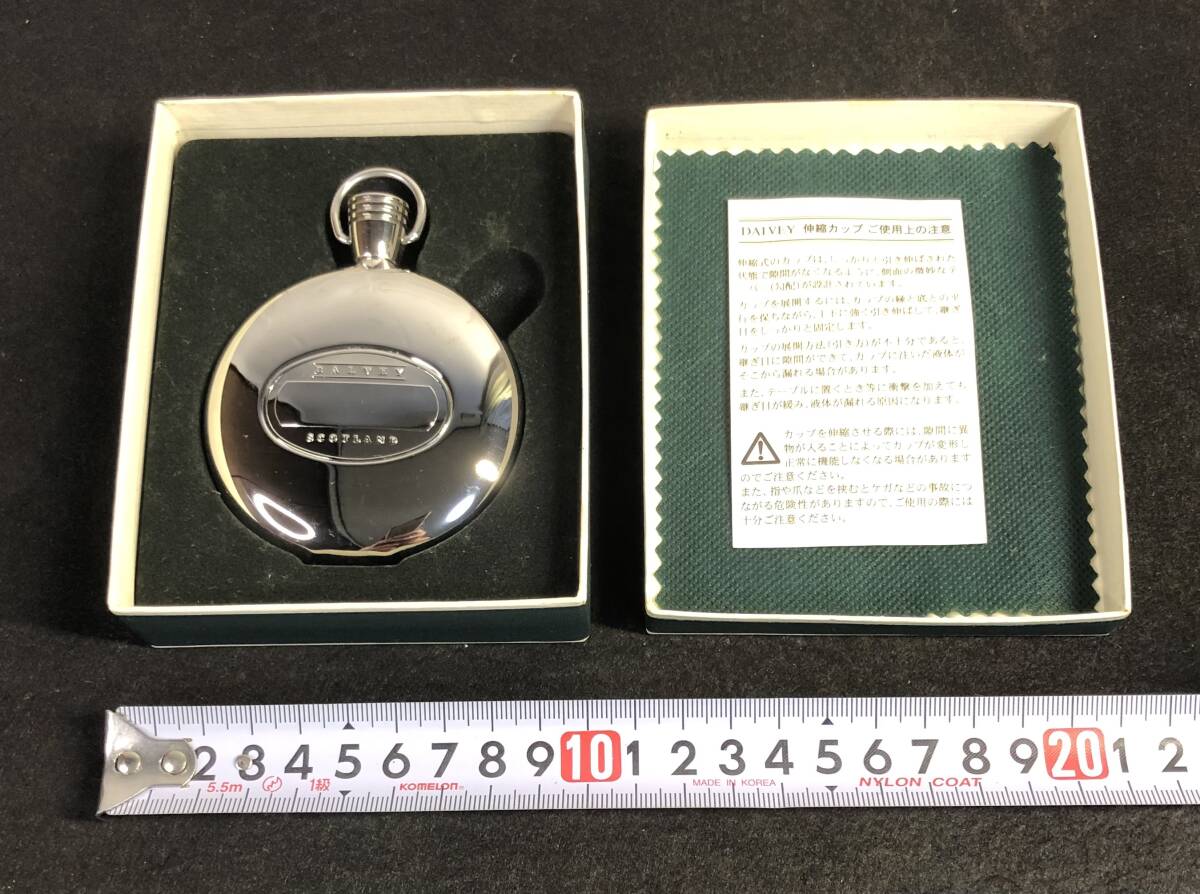 DALVEY
SCOTLAND
DALVEY 伸縮カップ ご使用上の注意
伸縮式のカップは、しっかりと引き伸ばされた
状態で隙間がなくなるように、側面の微妙なテ
ーパー(勾配)が設計されています。
カップを展開するには、カップの縁と底との平
行を保ちながら、上下に強く引き伸ばして、継ぎ
目をしっかりと固定します。
カップの展開方法(引き方)が不十分であると、
継ぎ目に隙間ができて、カップに注いだ液体が
そこから漏れる場合があります。
また、テーブルに置くとき等に衝撃を加えても
継ぎ目が緩み、液体が漏れる原因になります。
カップを伸縮させる際には、隙間に異
物が入ることによってカップが変形し
正常に機能しなくなる場合があります
のでご注意ください。
また、指や爪などを挟むとケガなどの事故につ
ながる危険性がありますので、ご使用の際には
十分ご注意ください。
2 3 4 5 6 7 8 9 10 1 2 3 4 5 6 7 8 9 20 1 2
5.5m 1級 KOMELON MADE IN KOREA NYLON COAT